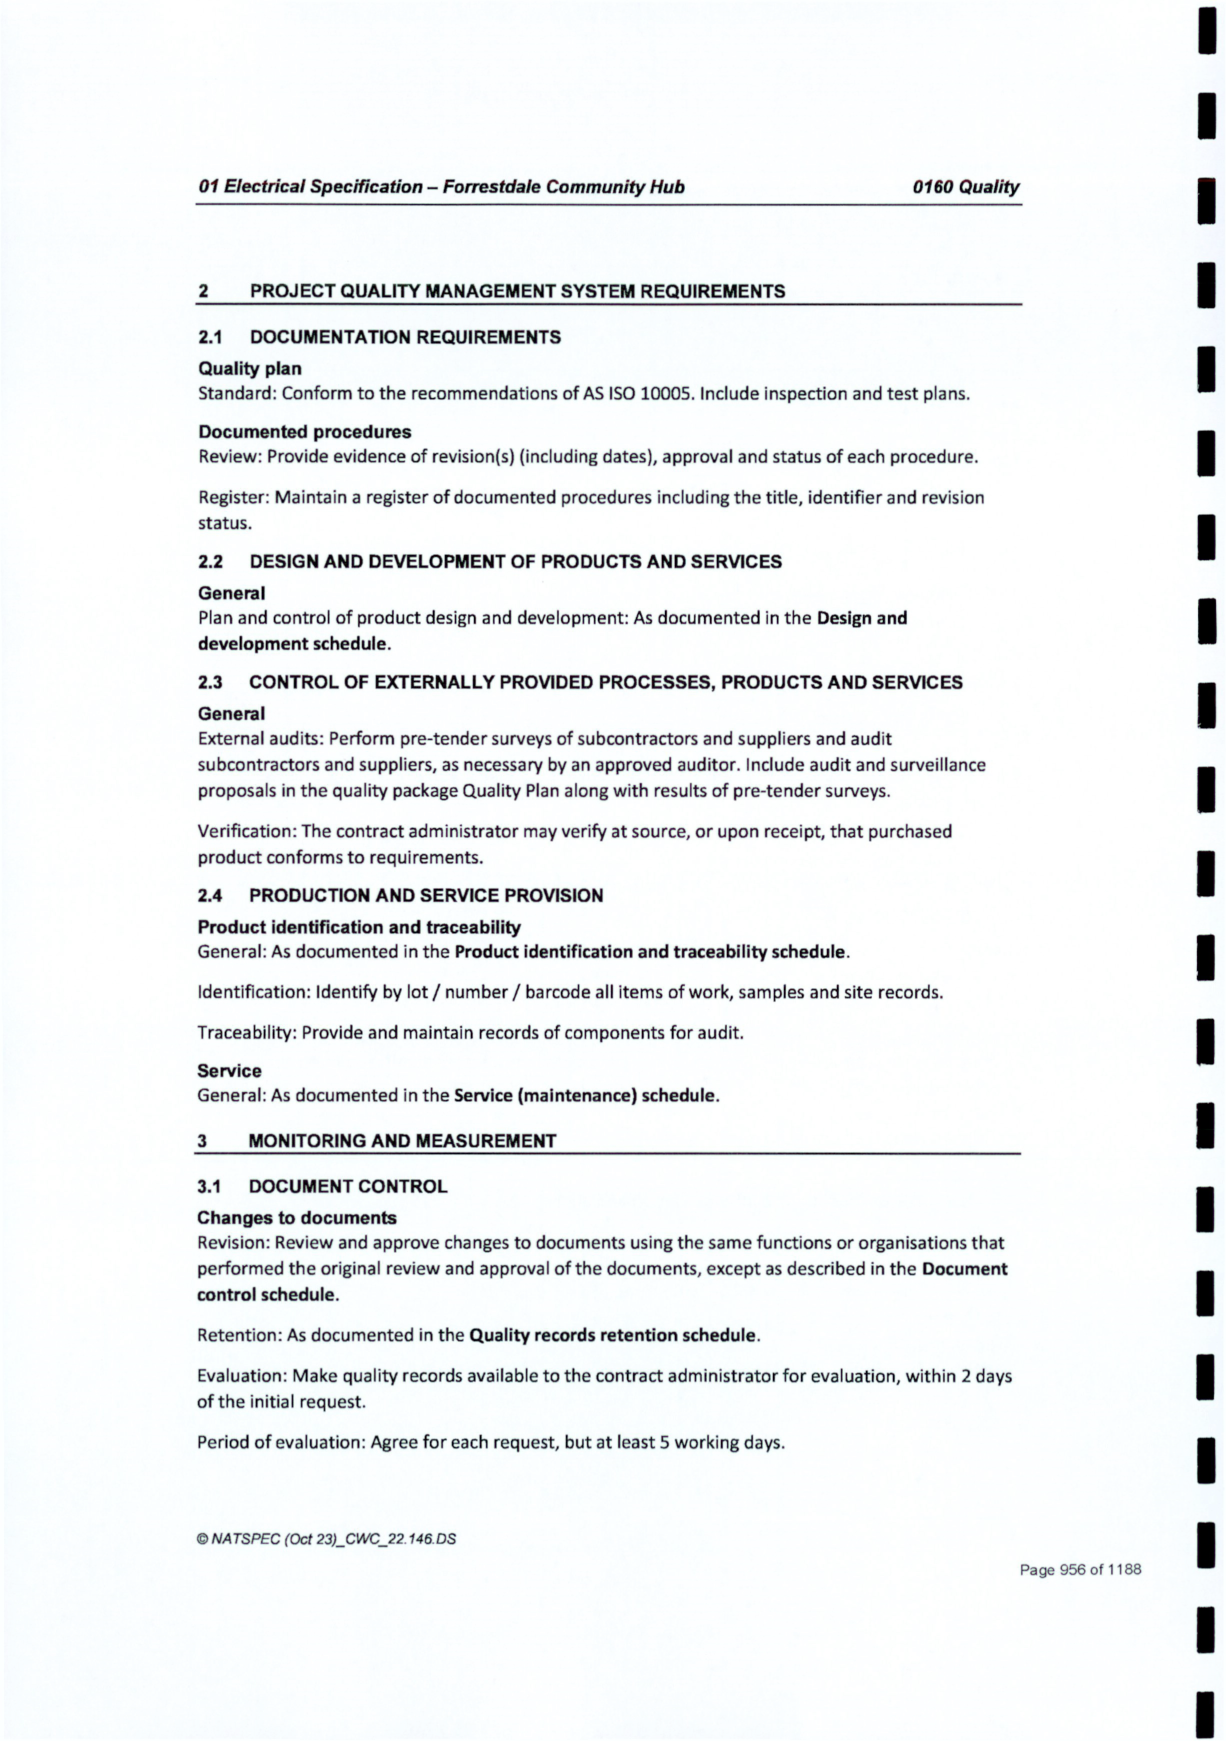 01 Electrical Specification – Forrestdale Community Hub 0160 Quality
2 PROJECT QUALITY MANAGEMENT SYSTEM REQUIREMENTS
2.1 DOCUMENTATION REQUIREMENTS
Quality plan
Standard: Conform to the recommendations of AS ISO 10005. Include inspection and test plans.
Documented procedures
Review: Provide evidence of revision(s) (including dates), approval and status of each procedure.
Register: Maintain a register of documented procedures including the title, identifier and revision
status.
2.2 DESIGN AND DEVELOPMENT OF PRODUCTS AND SERVICES
General
Plan and control of product design and development: As documented in the Design and
development schedule.
2.3 CONTROL OF EXTERNALLY PROVIDED PROCESSES, PRODUCTS AND SERVICES
General
External audits: Perform pre-tender surveys of subcontractors and suppliers and audit
subcontractors and suppliers, as necessary by an approved auditor. Include audit and surveillance
proposals in the quality package Quality Plan along with results of pre-tender surveys.
Verification: The contract administrator may verify at source, or upon receipt, that purchased
product conforms to requirements.
2.4 PRODUCTION AND SERVICE PROVISION
Product identification and traceability
General: As documented in the Product identification and traceability schedule.
Identification: Identify by lot / number / barcode all items of work, samples and site records.
Traceability: Provide and maintain records of components for audit.
Service
General: As documented in the Service (maintenance) schedule.
3 MONITORING AND MEASUREMENT
3.1 DOCUMENT CONTROL
Changes to documents
Revision: Review and approve changes to documents using the same functions or organisations that
performed the original review and approval of the documents, except as described in the Document
control schedule.
Retention: As documented in the Quality records retention schedule.
Evaluation: Make quality records available to the contract administrator for evaluation, within 2 days
of the initial request.
Period of evaluation: Agree for each request, but at least 5 working days.
© NATSPEC (Oct 23)_CWC_22.146.DS
Page 956 of 1188